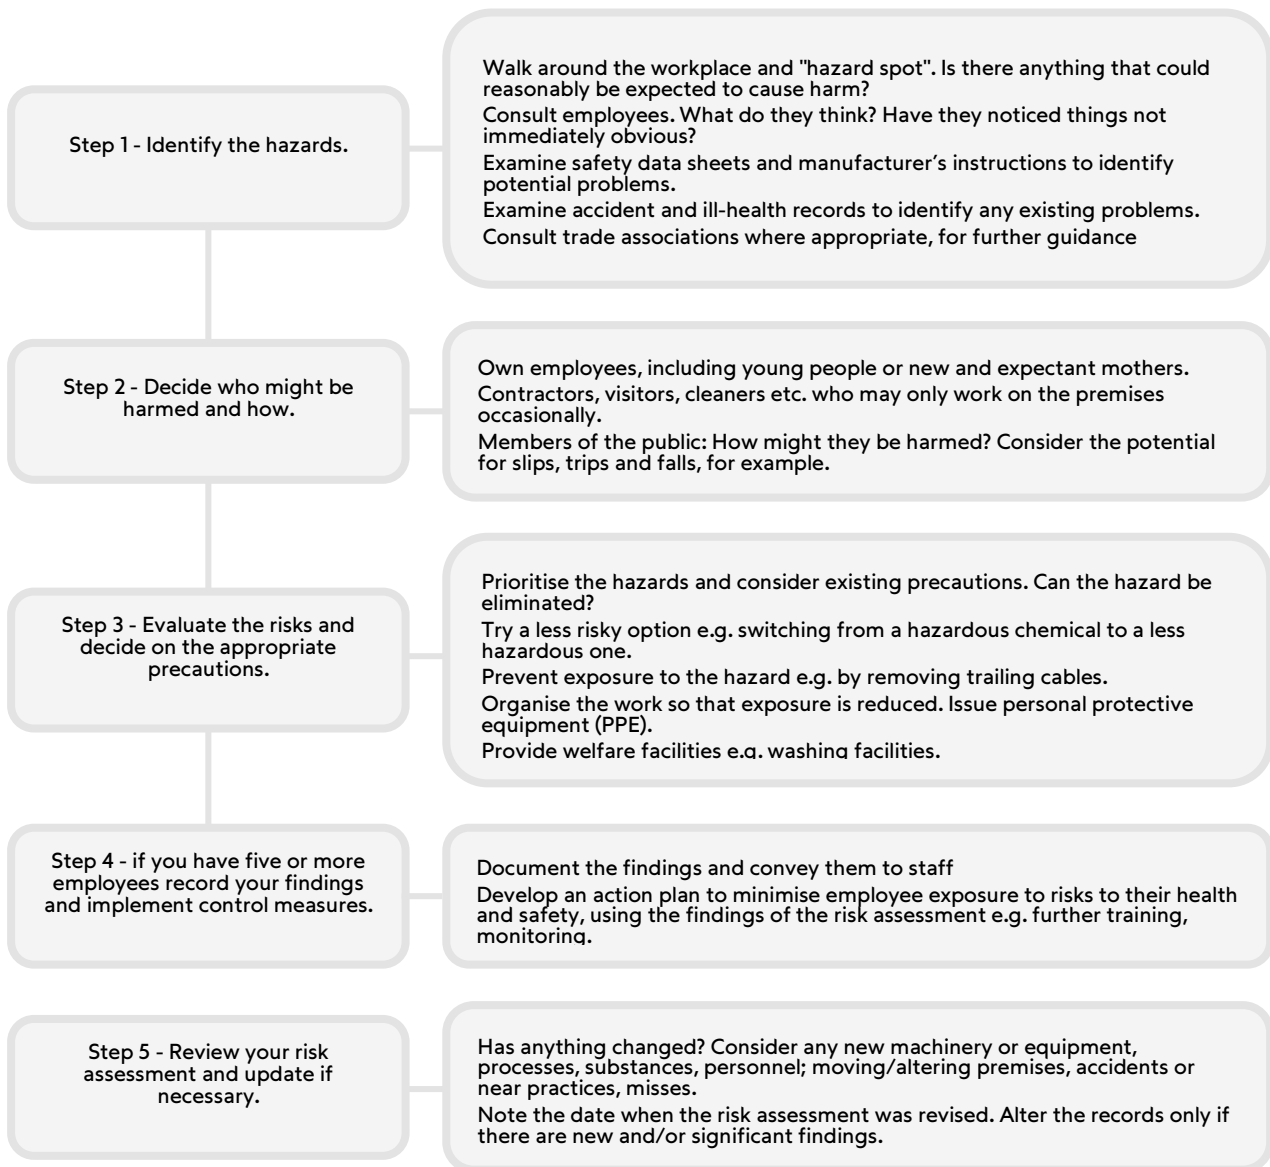 Step 1 - Identify the hazards.
Walk around the workplace and "hazard spot". Is there anything that could
reasonably be expected to cause harm?
Consult employees. What do they think? Have they noticed things not
immediately obvious?
Examine safety data sheets and manufacturer’s instructions to identify
potential problems.
Examine accident and ill-health records to identify any existing problems.
Consult trade associations where appropriate, for further guidance
Step 2 - Decide who might be
harmed and how.
Own employees, including young people or new and expectant mothers.
Contractors, visitors, cleaners etc. who may only work on the premises
occasionally.
Members of the public: How might they be harmed? Consider the potential
for slips, trips and falls, for example.
Step 3 - Evaluate the risks and
decide on the appropriate
precautions.
Prioritise the hazards and consider existing precautions. Can the hazard be
eliminated?
Try a less risky option e.g. switching from a hazardous chemical to a less
hazardous one.
Prevent exposure to the hazard e.g. by removing trailing cables.
Organise the work so that exposure is reduced. Issue personal protective
equipment (PPE).
Provide welfare facilities e.g. washing facilities.
Step 4 - if you have five or more
employees record your findings
and implement control measures.
Document the findings and convey them to staff
Develop an action plan to minimise employee exposure to risks to their health
and safety, using the findings of the risk assessment e.g. further training,
monitoring.
Step 5 - Review your risk
assessment and update if
necessary.
Has anything changed? Consider any new machinery or equipment,
processes, substances, personnel; moving/altering premises, accidents or
near practices, misses.
Note the date when the risk assessment was revised. Alter the records only if
there are new and/or significant findings.